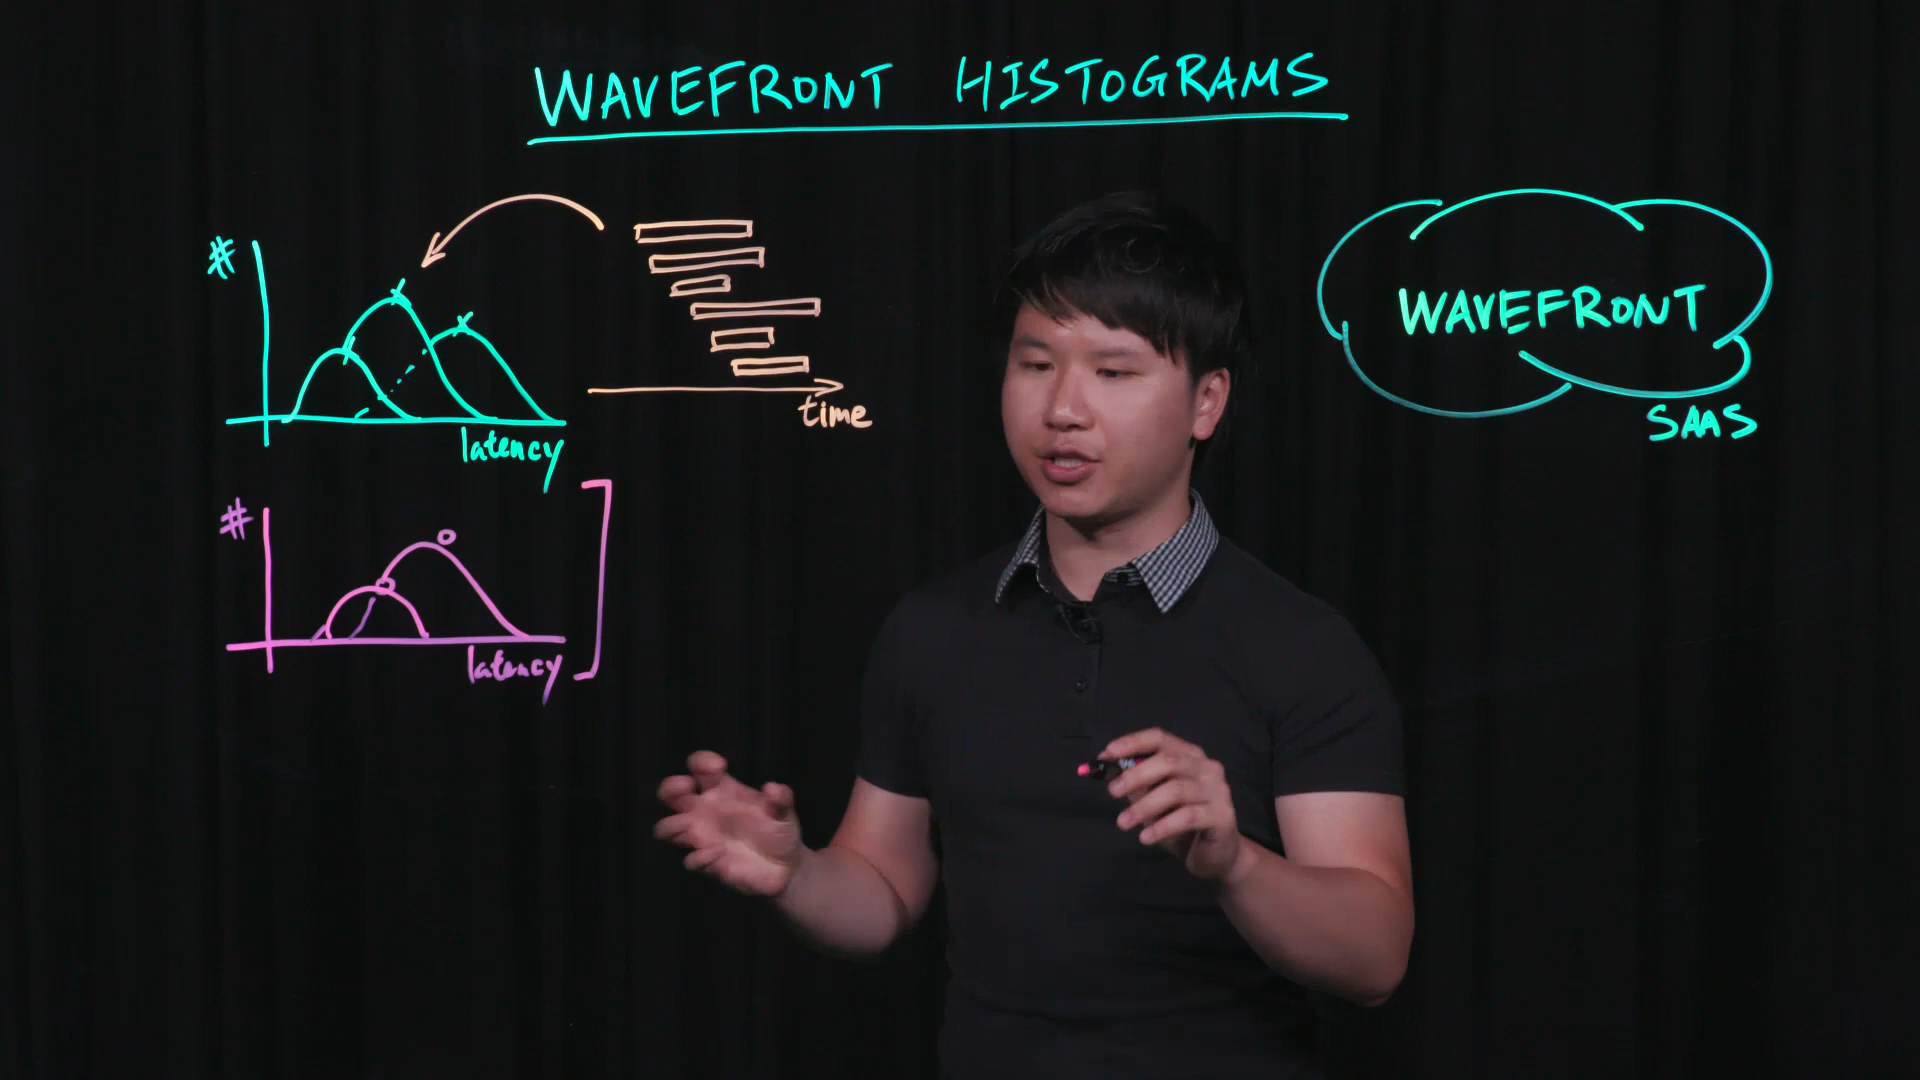 WAVEFRONT HISTOGRAMS
#
latency
time
WAVEFRONT
SAAS
#
latency